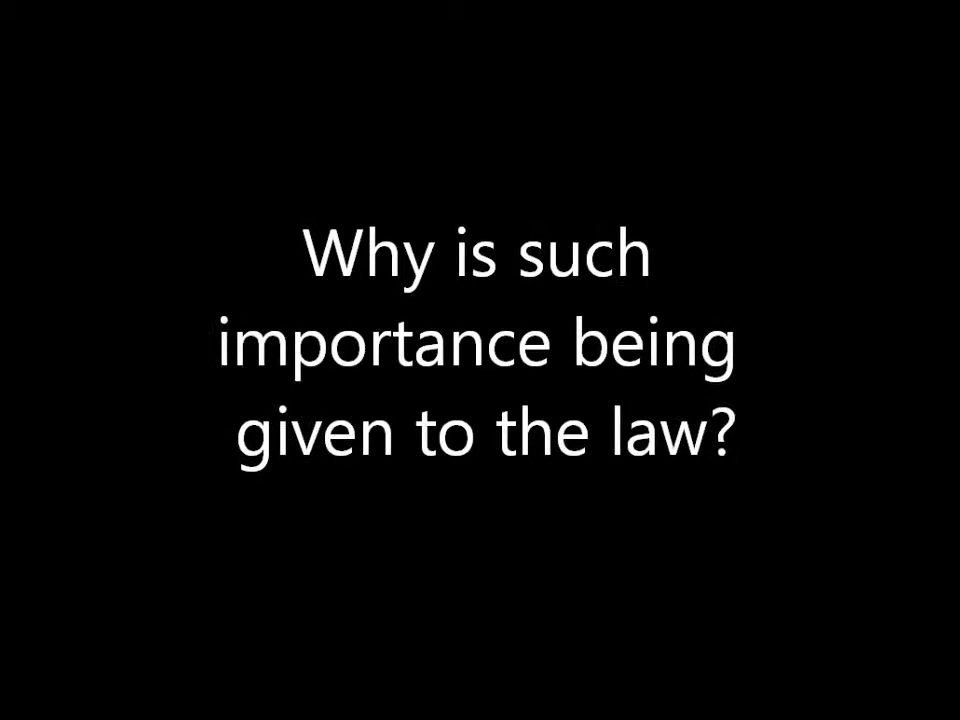 Why is such
importance being
given to the law?